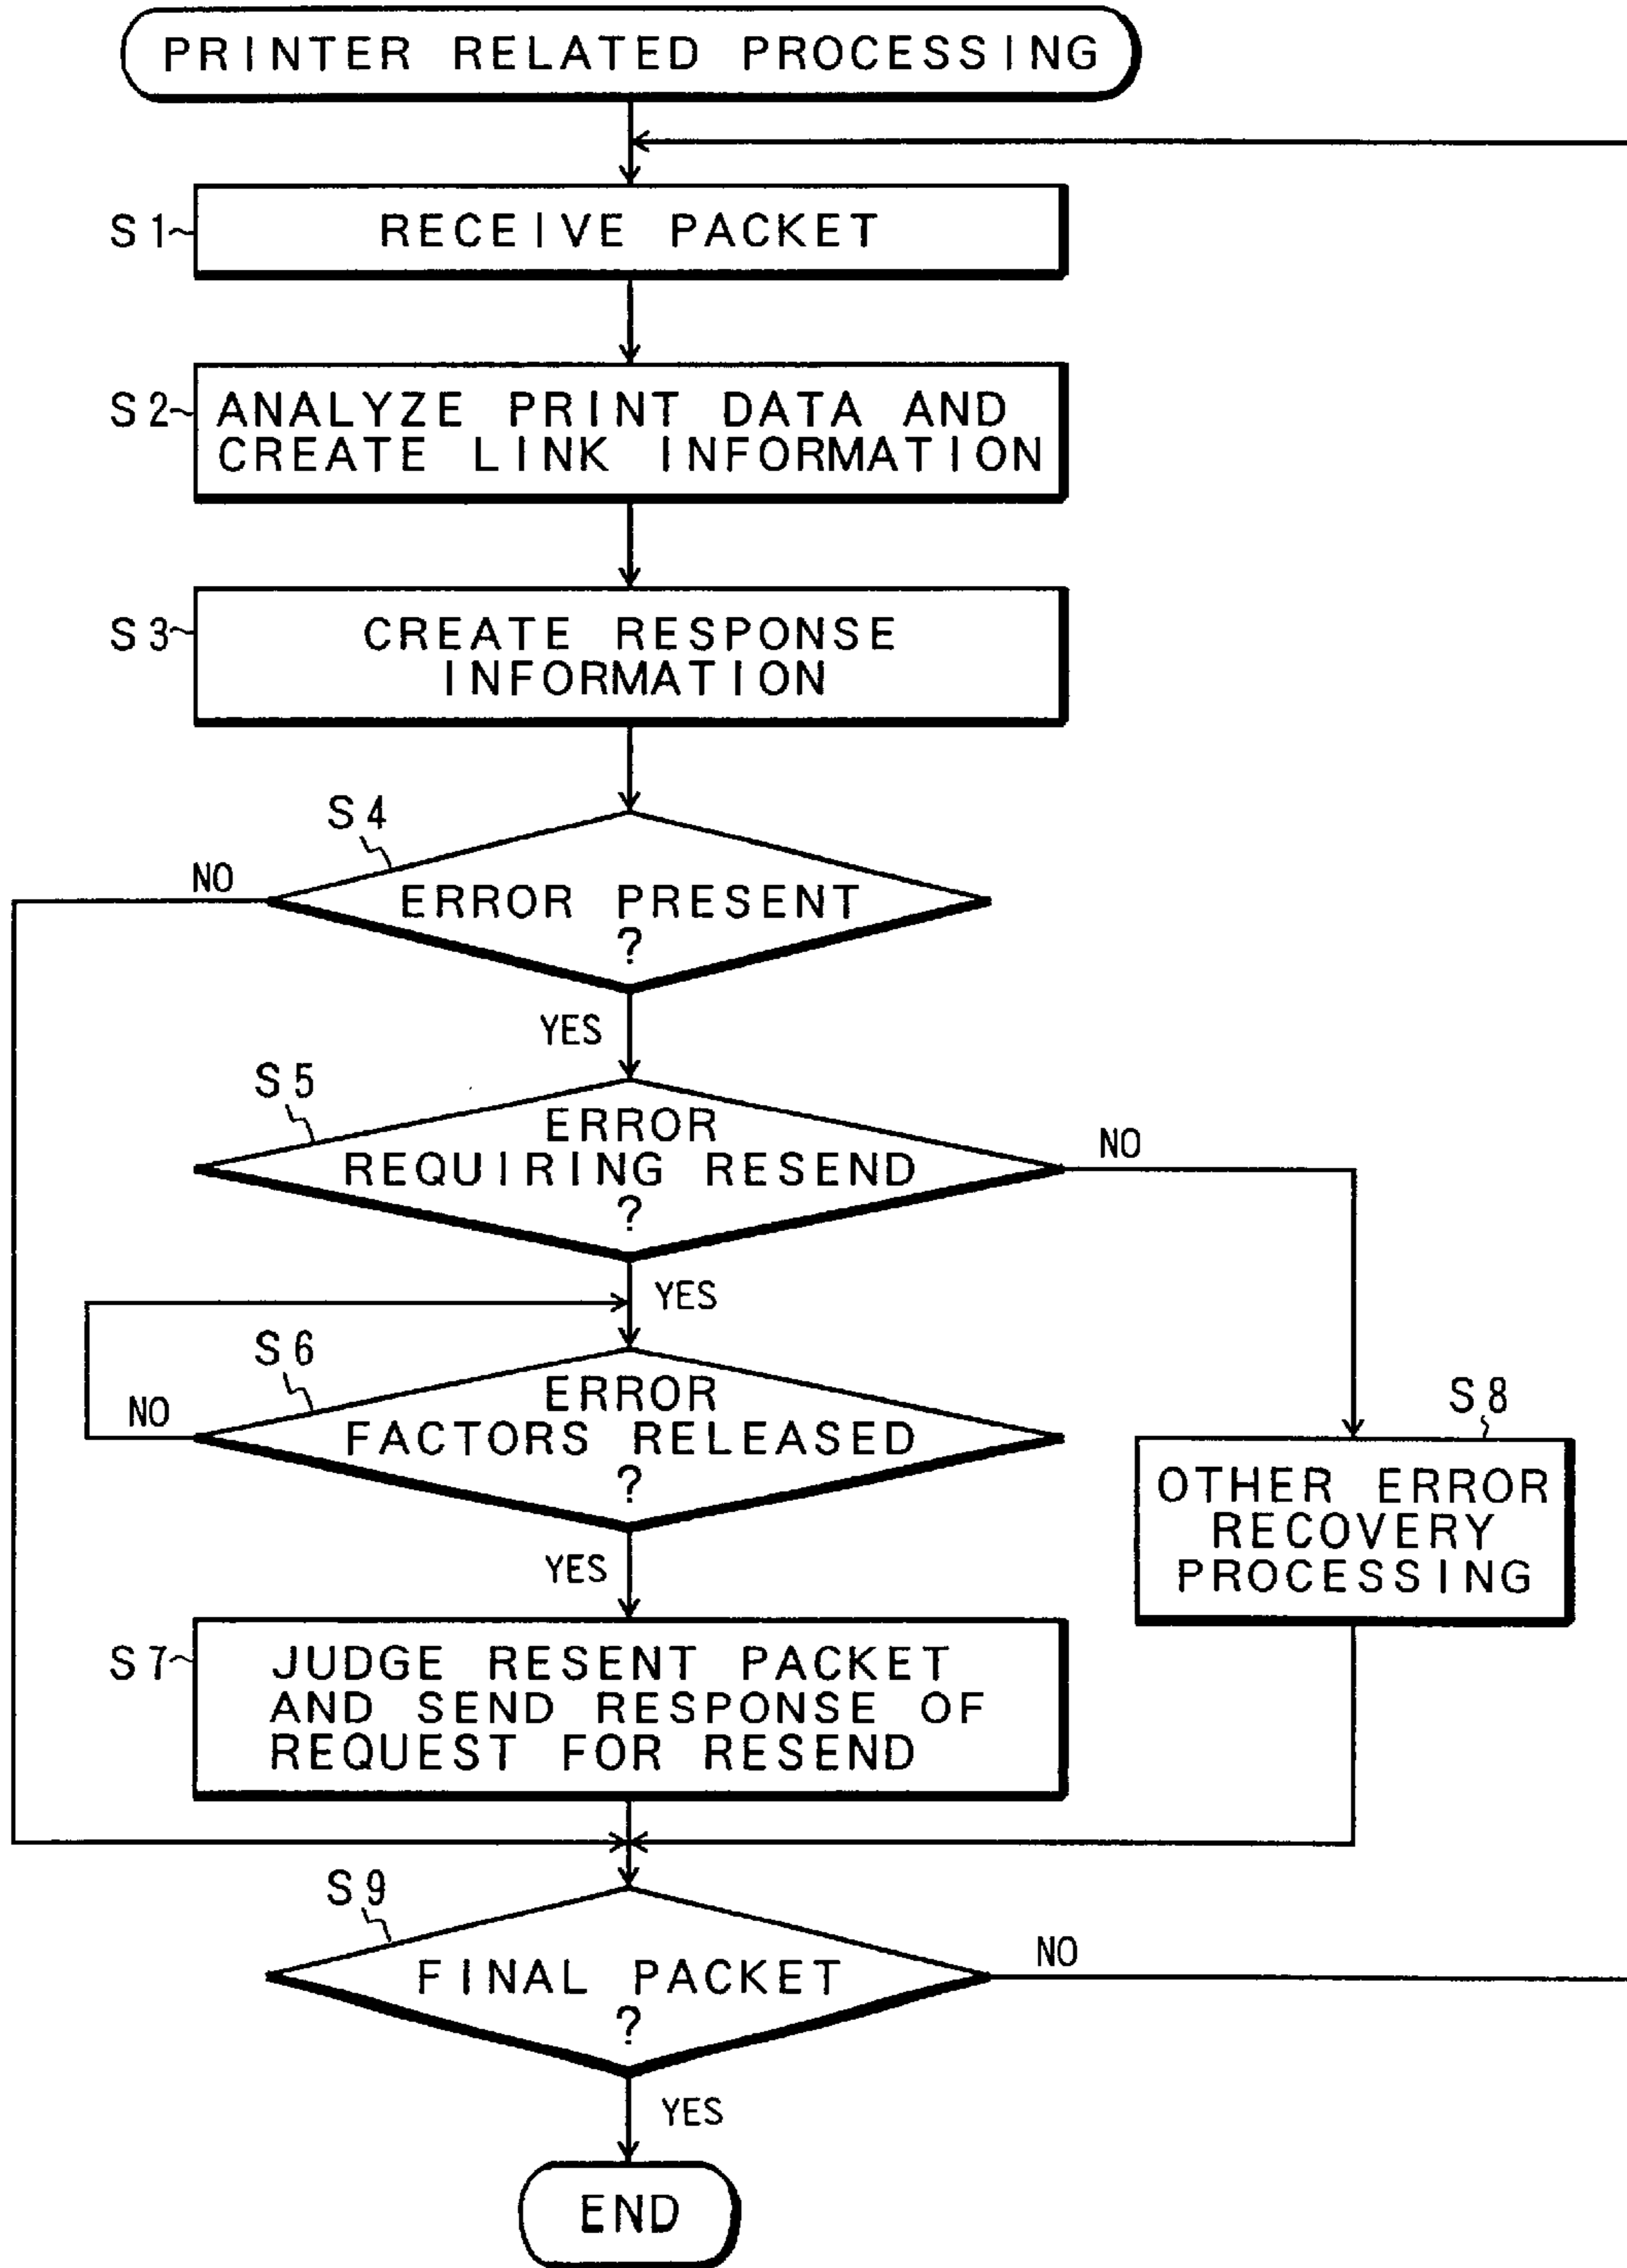 PRINTER RELATED PROCESSING
S1
RECEIVE PACKET
S2
ANALYZE PRINT DATA AND
CREATE LINK INFORMATION
S3
CREATE RESPONSE
INFORMATION
S4
NO
ERROR PRESENT
?
YES
S5
ERROR
REQUIRING RESEND
?
NO
YES
S6
ERROR
FACTORS RELEASED
?
NO
YES
S8
OTHER ERROR
RECOVERY
PROCESSING
S7
JUDGE RESENT PACKET
AND SEND RESPONSE OF
REQUEST FOR RESEND
S9
FINAL PACKET
?
NO
YES
END